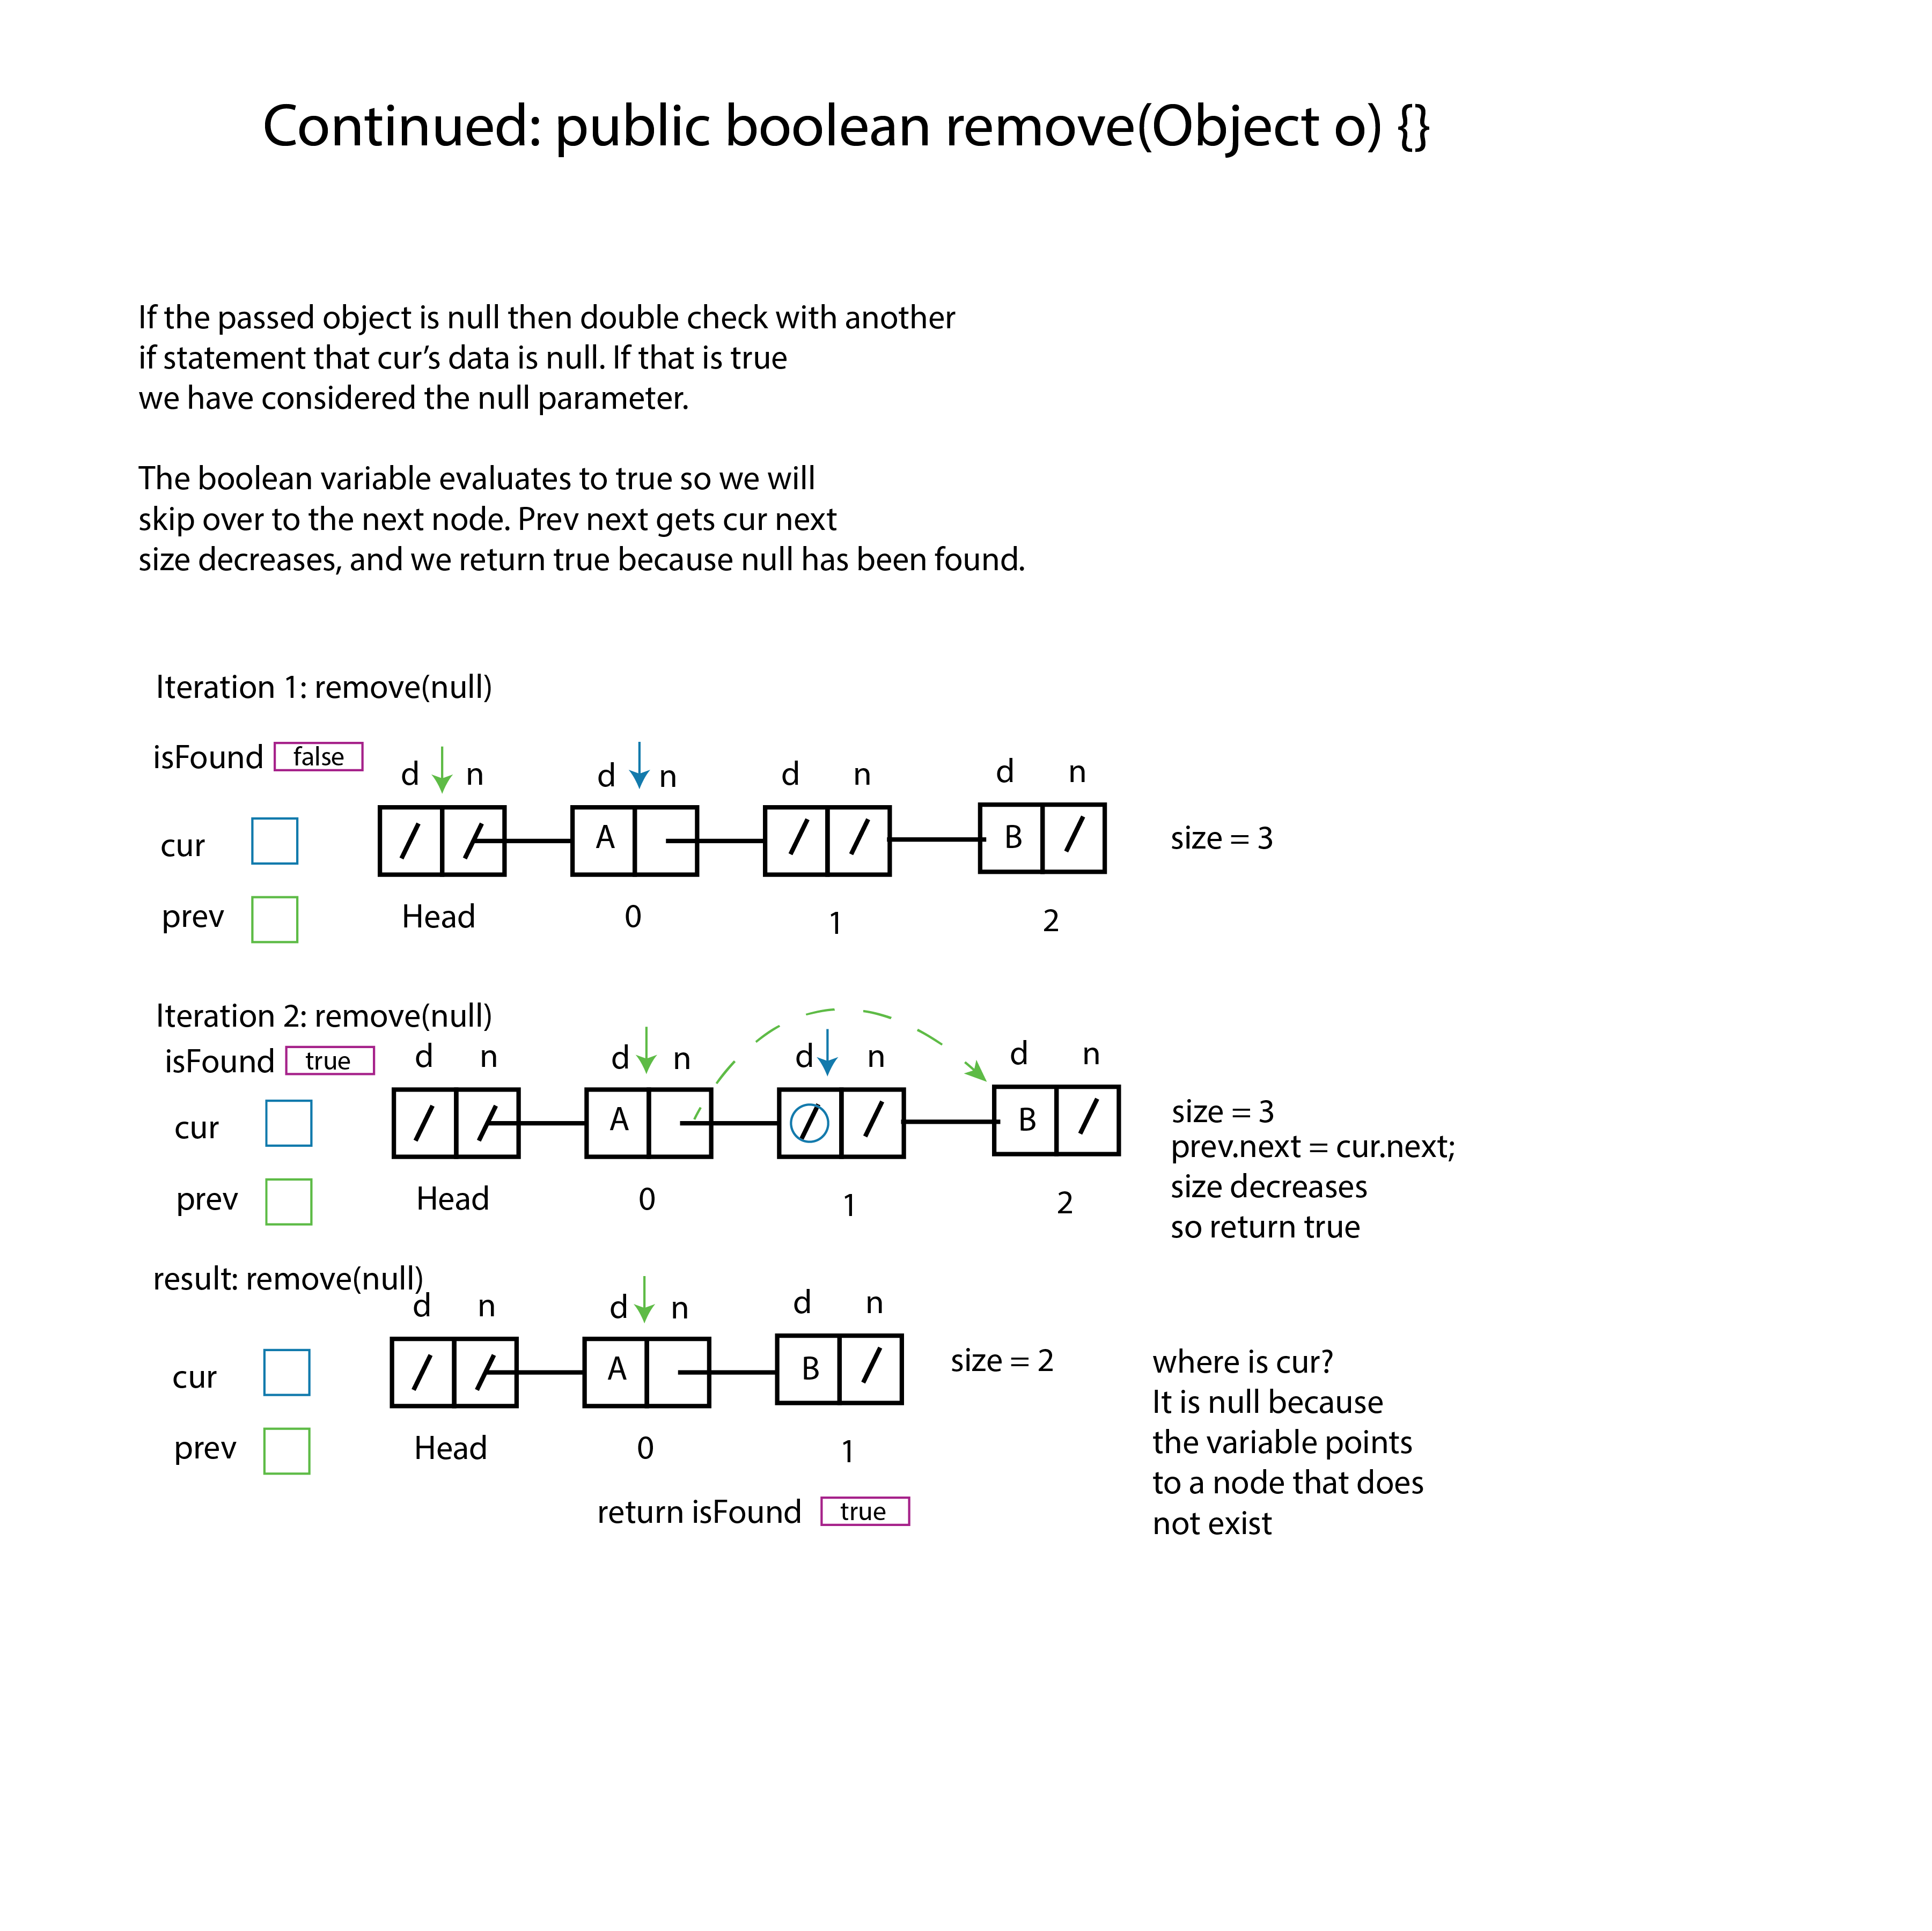 Continued: public boolean remove(Object o) {}
If the passed object is null then double check with another
if statement that cur’s data is null. If that is true
we have considered the null parameter.
The boolean variable evaluates to true so we will
skip over to the next node. Prev next gets cur next
size decreases, and we return true because null has been found.
Iteration 1: remove(null)
isFound false
d n d n d n d n
cur / / A / / B / size = 3
prev Head 0 1 2
Iteration 2: remove(null)
isFound true d n d n d n d n
cur / / A / / B /
size = 3
prev.next = cur.next;
size decreases
so return true
prev Head 0 1 2
result: remove(null)
d n d n d n
cur / / A B / size = 2
prev Head 0 1
where is cur?
It is null because
the variable points
to a node that does
not exist
return isFound true